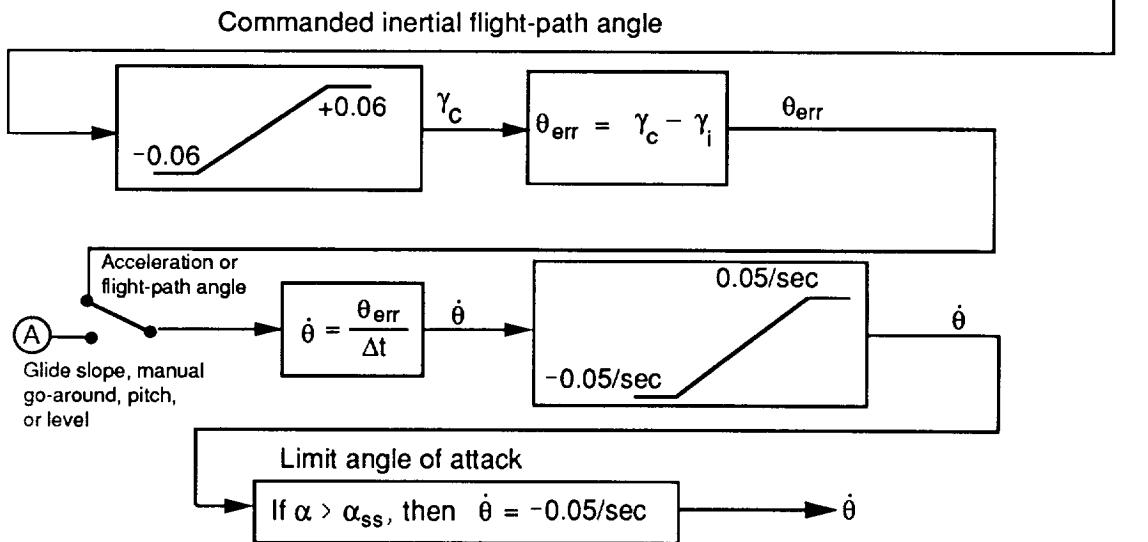 Commanded inertial flight-path angle
+0.06
-0.06
γc
θerr = γc - γi
θerr
Acceleration or
flight-path angle
A
Glide slope, manual
go-around, pitch,
or level
θ̇ = θerr / Δt
θ̇
0.05/sec
-0.05/sec
θ̇
Limit angle of attack
If α > αss, then θ̇ = -0.05/sec
θ̇